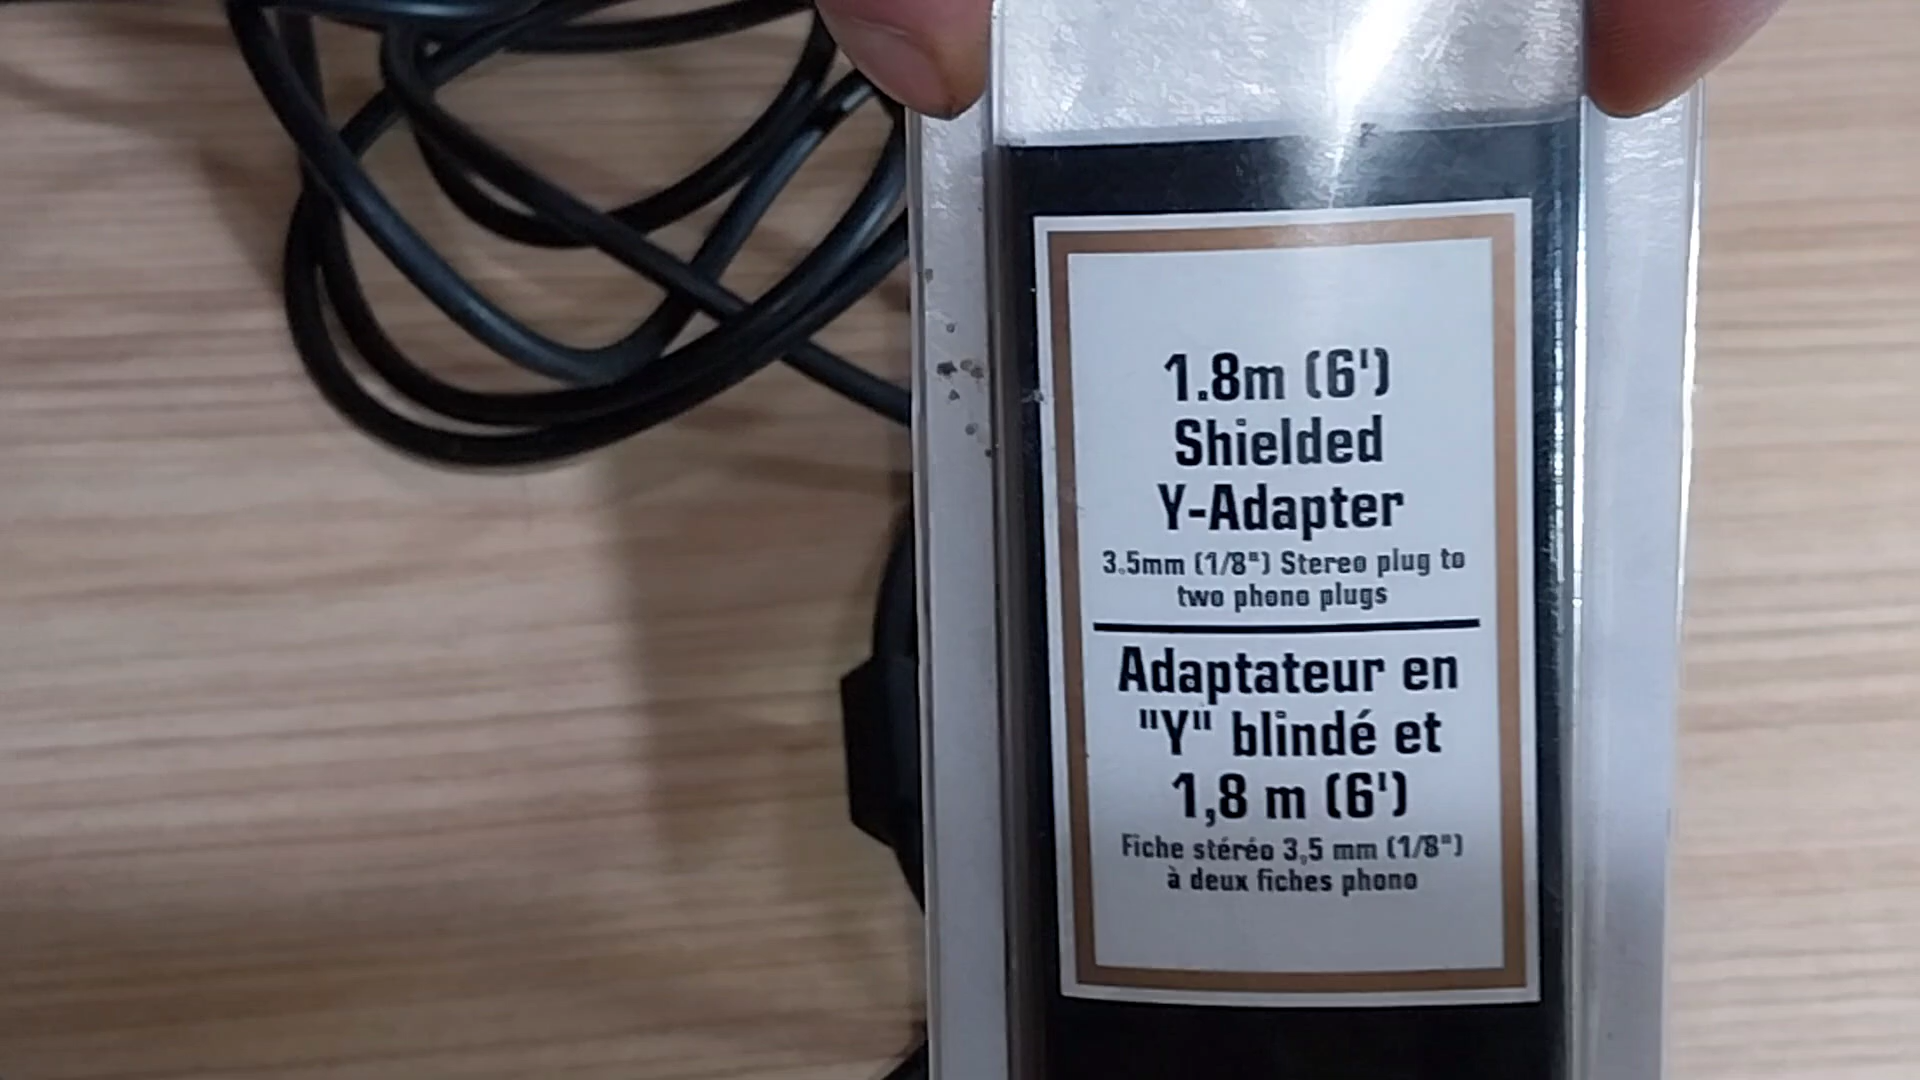 1.8m (6')
Shielded
Y-Adapter
3.5mm (1/8") Stereo plug to
two phono plugs
Adaptateur en
"Y" blindé et
1,8 m (6')
Fiche stéréo 3,5 mm (1/8")
à deux fiches phono